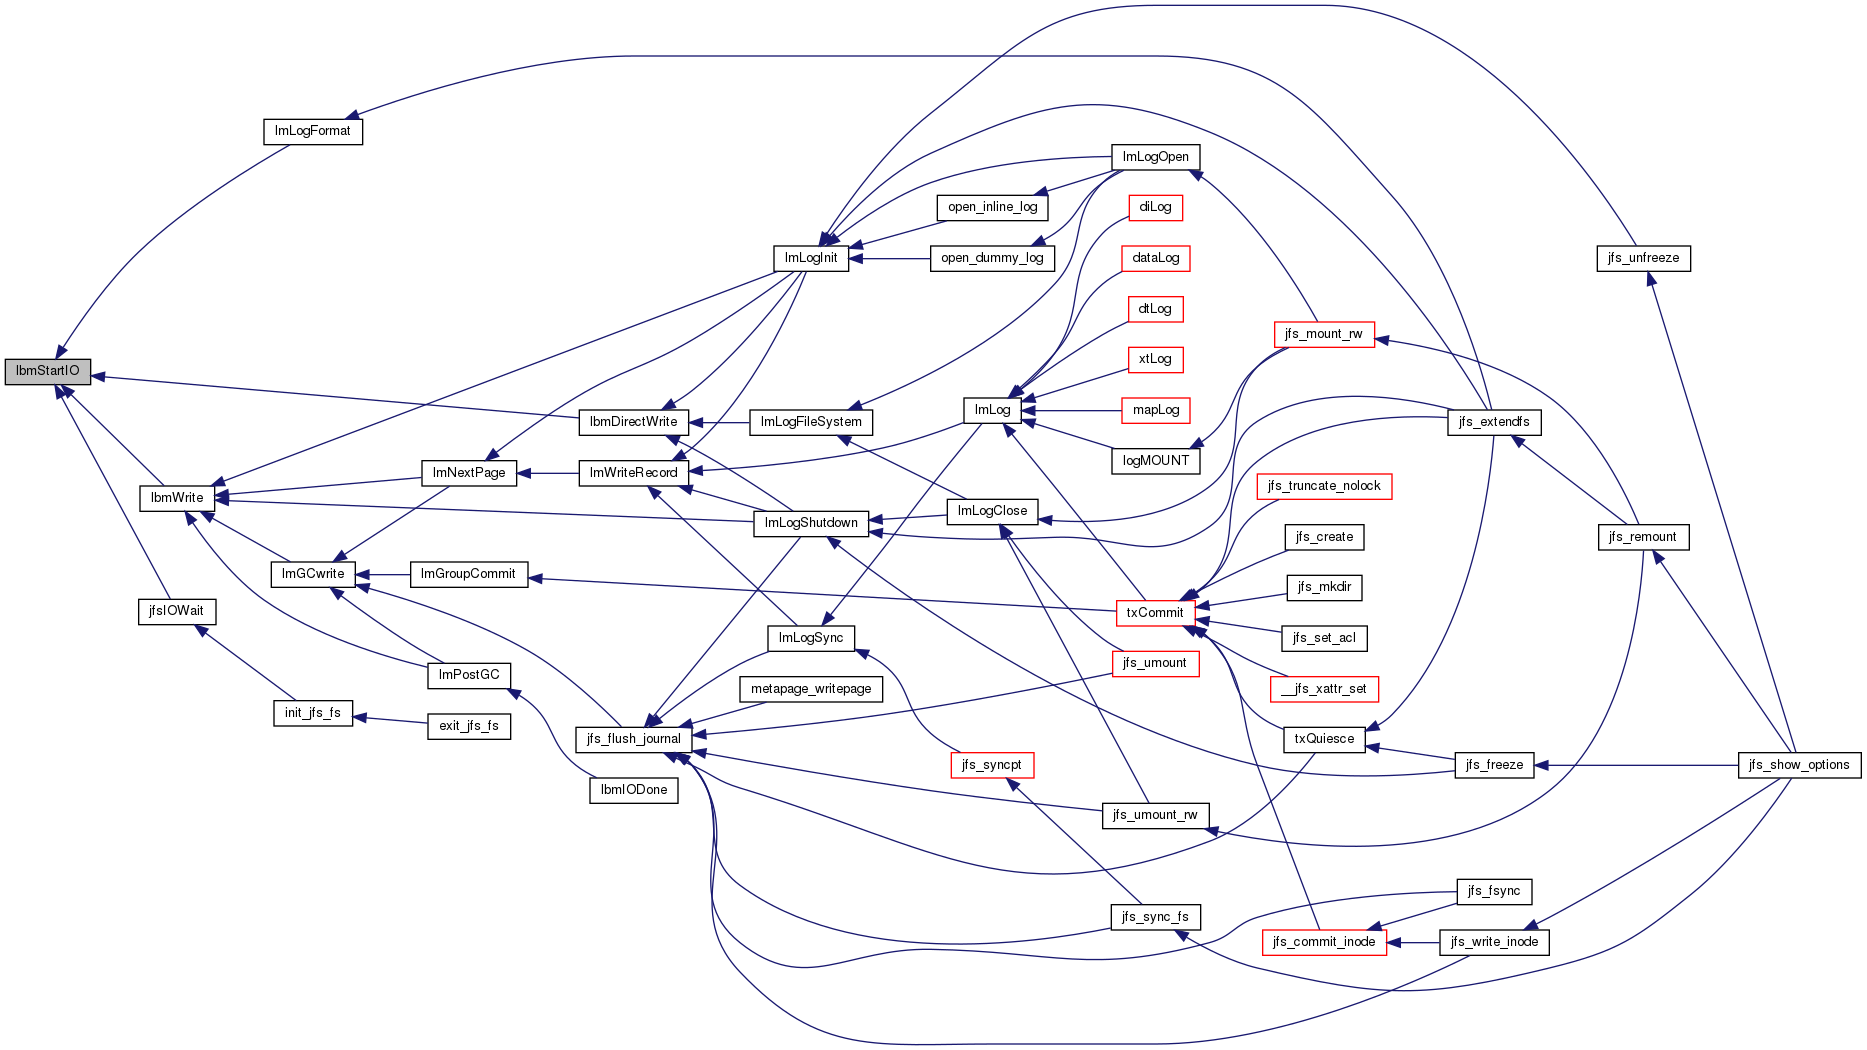 lbmStartIO
lmLogFormat
lbmWrite
jfsIOWait
lmGCwrite
init_jfs_fs
lmNextPage
lmGroupCommit
lmPostGC
exit_jfs_fs
lbmDirectWrite
lmWriteRecord
jfs_flush_journal
lbmIODone
lmLogInit
lmLogFileSystem
lmLogShutdown
lmLogSync
metapage_writepage
open_inline_log
open_dummy_log
lmLog
lmLogClose
jfs_syncpt
lmLogOpen
diLog
dataLog
dtLog
xtLog
mapLog
logMOUNT
txCommit
jfs_umount
jfs_umount_rw
jfs_sync_fs
jfs_mount_rw
jfs_truncate_nolock
jfs_create
jfs_mkdir
jfs_set_acl
__jfs_xattr_set
txQuiesce
jfs_commit_inode
jfs_extendfs
jfs_freeze
jfs_fsync
jfs_write_inode
jfs_unfreeze
jfs_remount
jfs_show_options